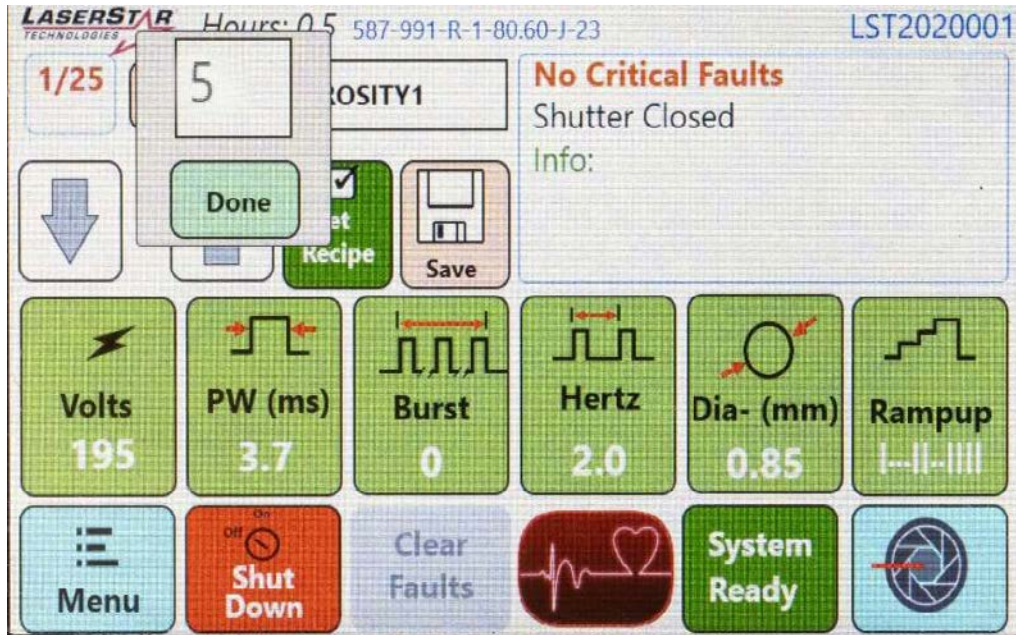 LASERSTAR
TECHNOLOGIES
Hours: 0.5
587-991-R-1-80.60-J-23
LST2020001
1/25
5
ROSITY1
No Critical Faults
Shutter Closed
Info:
Done
et
Recipe
Save
Volts
195
PW (ms)
3.7
Burst
0
Hertz
2.0
Dia- (mm)
0.85
Rampup
Menu
Off
On
Shut
Down
Clear
Faults
System
Ready